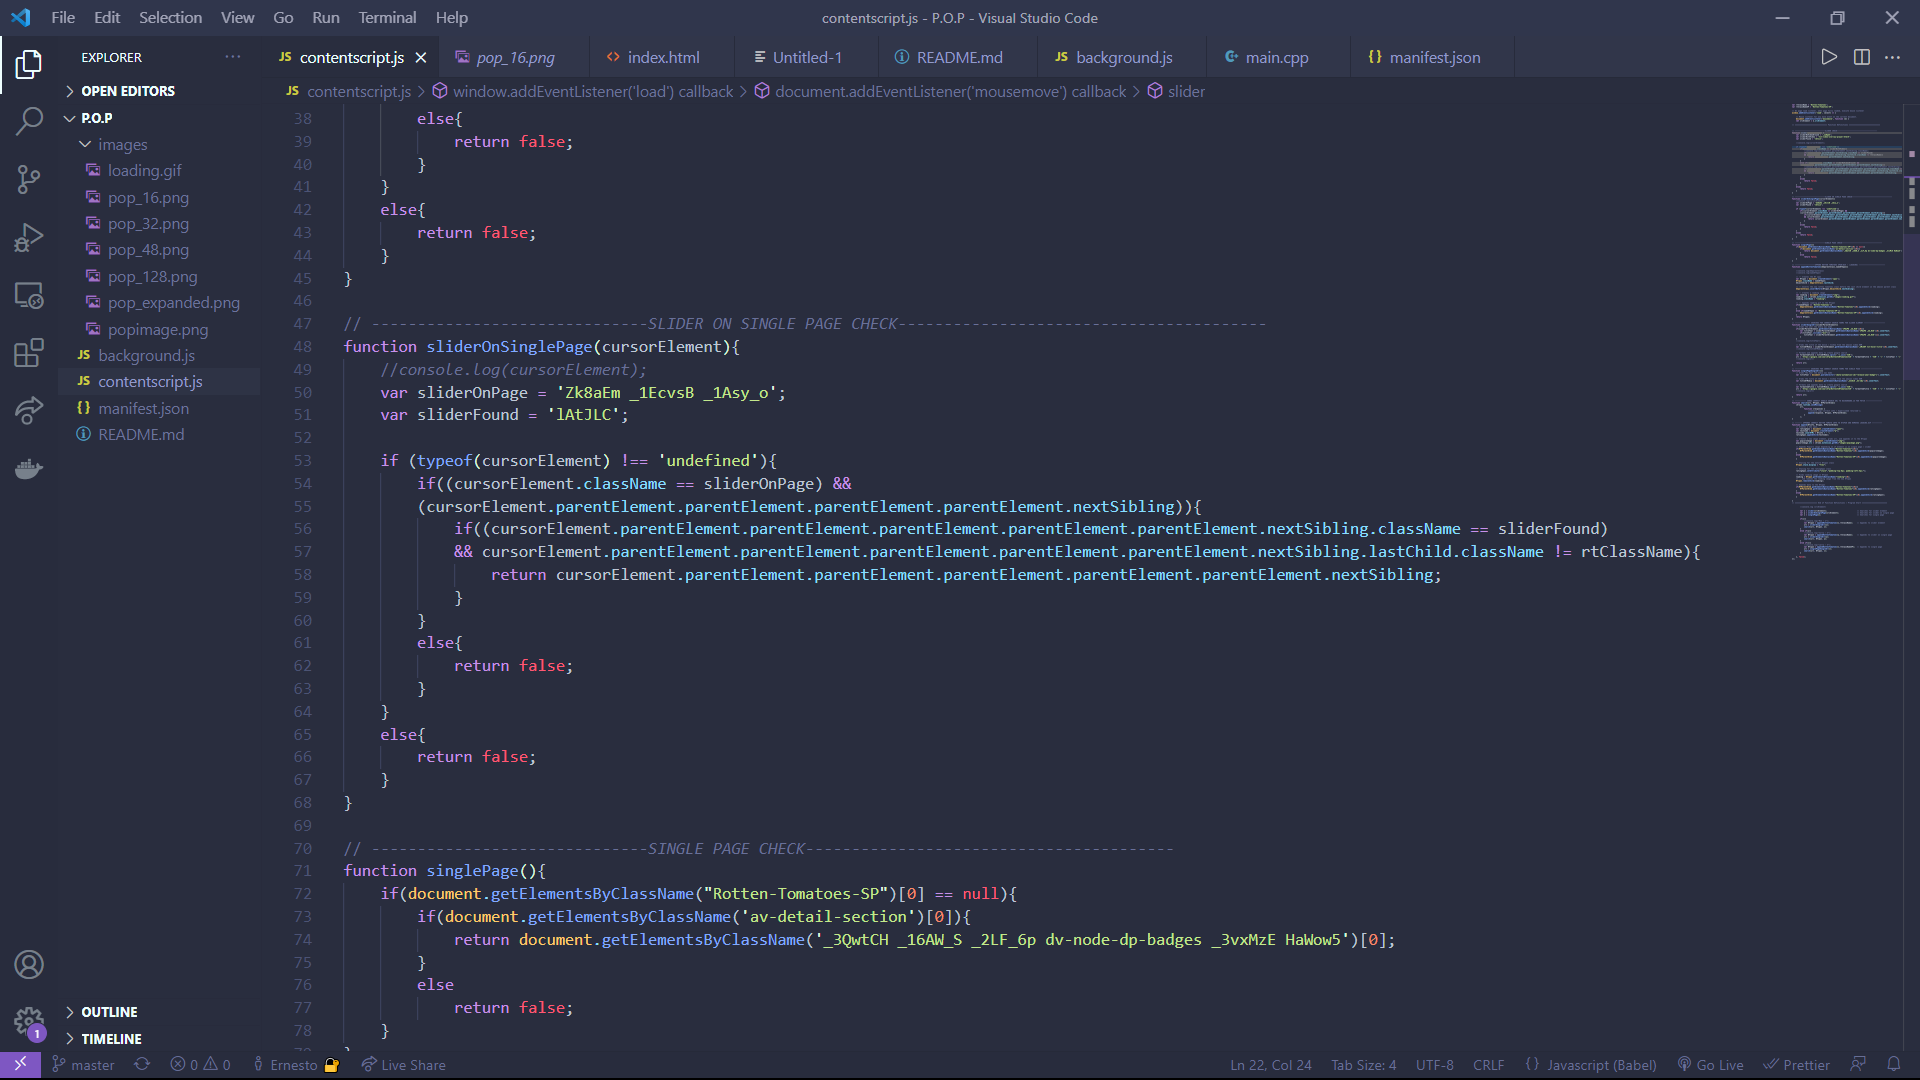 File Edit Selection View Go Run Terminal Help
contentscript.js - P.O.P - Visual Studio Code
EXPLORER
OPEN EDITORS
P.O.P
images
loading.gif
pop_16.png
pop_32.png
pop_48.png
pop_128.png
pop_expanded.png
popimage.png
JS background.js
JS contentscript.js
{} manifest.json
README.md
OUTLINE
TIMELINE
1
JS contentscript.js pop_16.png <> index.html Untitled-1 README.md JS background.js main.cpp {} manifest.json
JS contentscript.js > window.addEventListener('load') callback > document.addEventListener('mousemove') callback > slider
38 else{
39 return false;
40 }
41 }
42 else{
43 return false;
44 }
45 }
46
47 // ------------------------------SLIDER ON SINGLE PAGE CHECK----------------------------------------
48 function sliderOnSinglePage(cursorElement){
49 //console.log(cursorElement);
50 var sliderOnPage = 'Zk8aEm _1EcvsB _1Asy_o';
51 var sliderFound = 'lAtJLC';
52
53 if (typeof(cursorElement) !== 'undefined'){
54 if((cursorElement.className == sliderOnPage) &&
55 (cursorElement.parentElement.parentElement.parentElement.parentElement.nextSibling)){
56 if((cursorElement.parentElement.parentElement.parentElement.parentElement.parentElement.nextSibling.className == sliderFound)
57 && cursorElement.parentElement.parentElement.parentElement.parentElement.parentElement.nextSibling.lastChild.className != rtClassName){
58 return cursorElement.parentElement.parentElement.parentElement.parentElement.parentElement.nextSibling;
59 }
60 }
61 else{
62 return false;
63 }
64 }
65 else{
66 return false;
67 }
68 }
69
70 // ------------------------------SINGLE PAGE CHECK----------------------------------------
71 function singlePage(){
72 if(document.getElementsByClassName("Rotten-Tomatoes-SP")[0] == null){
73 if(document.getElementsByClassName('av-detail-section')[0]){
74 return document.getElementsByClassName('_3QwtCH _16AW_S _2LF_6p dv-node-dp-badges _3vxMzE HaWow5')[0];
75 }
76 else
77 return false;
78 }
master 0 0 Ernesto Live Share
Ln 22, Col 24 Tab Size: 4 UTF-8 CRLF {} Javascript (Babel) Go Live Prettier